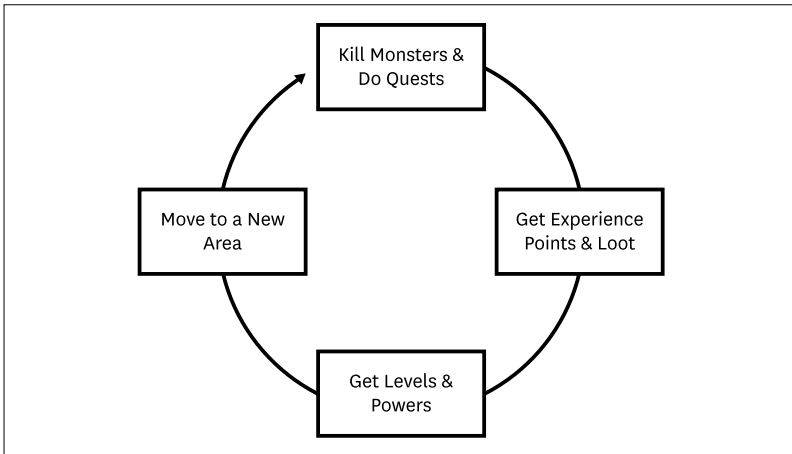 Kill Monsters &
Do Quests
Get Experience
Points & Loot
Get Levels &
Powers
Move to a New
Area